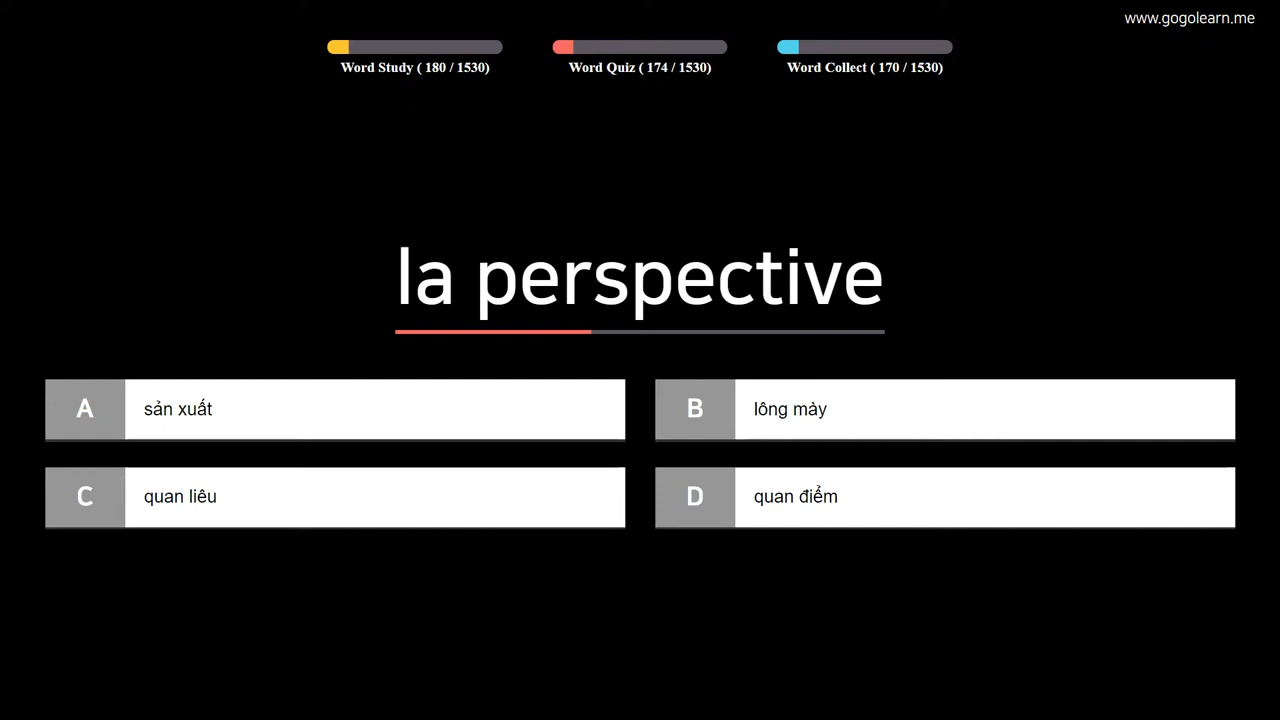 www.gogolearn.me
Word Study ( 180 / 1530)
Word Quiz ( 174 / 1530)
Word Collect ( 170 / 1530)
la perspective
A sản xuất
B lông mày
C quan liêu
D quan điểm